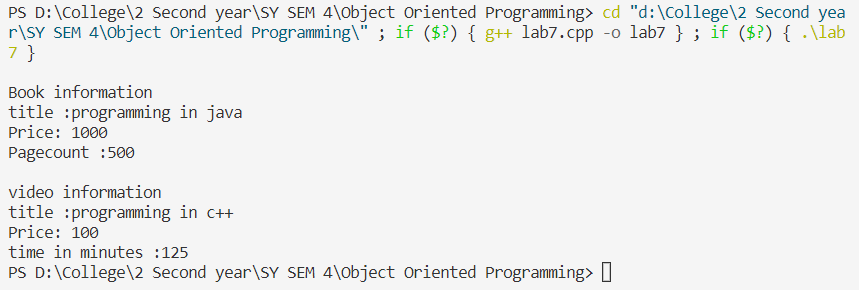 PS D:\College\2 Second year\SY SEM 4\Object Oriented Programming> cd "d:\College\2 Second yea
r\SY SEM 4\Object Oriented Programming\" ; if ($?) { g++ lab7.cpp -o lab7 } ; if ($?) { .\lab
7 }
Book information
title :programming in java
Price: 1000
Pagecount :500
video information
title :programming in c++
Price: 100
time in minutes :125
PS D:\College\2 Second year\SY SEM 4\Object Oriented Programming>